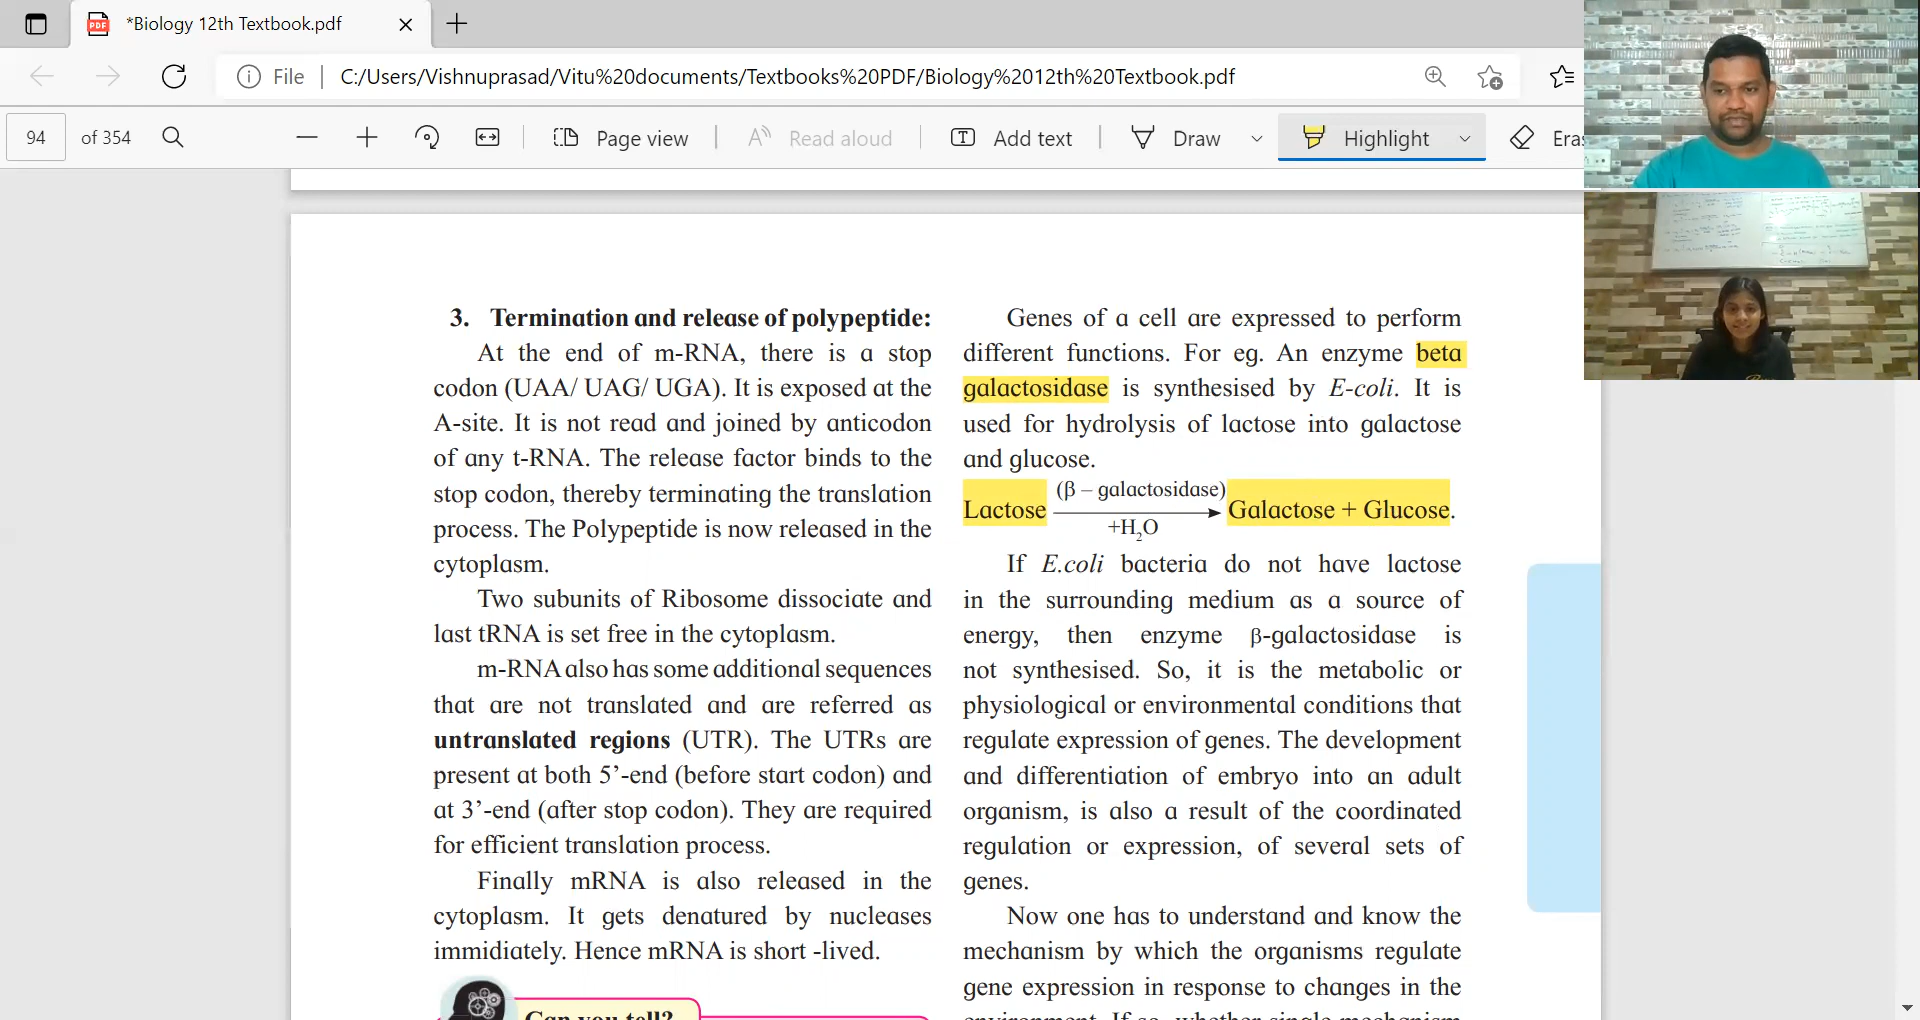 *Biology 12th Textbook.pdf
File
C:/Users/Vishnuprasad/Vitu%20documents/Textbooks%20PDF/Biology%2012th%20Textbook.pdf
94 of 354
Page view
Read aloud
Add text
Draw
Highlight
Eras
3. Termination and release of polypeptide:
At the end of m-RNA, there is a stop
codon (UAA/ UAG/ UGA). It is exposed at the
A-site. It is not read and joined by anticodon
of any t-RNA. The release factor binds to the
stop codon, thereby terminating the translation
process. The Polypeptide is now released in the
cytoplasm.
Two subunits of Ribosome dissociate and
last tRNA is set free in the cytoplasm.
m-RNA also has some additional sequences
that are not translated and are referred as
untranslated regions (UTR). The UTRs are
present at both 5’-end (before start codon) and
at 3’-end (after stop codon). They are required
for efficient translation process.
Finally mRNA is also released in the
cytoplasm. It gets denatured by nucleases
immidiately. Hence mRNA is short -lived.
Can you tell?
Genes of a cell are expressed to perform
different functions. For eg. An enzyme beta
galactosidase is synthesised by E-coli. It is
used for hydrolysis of lactose into galactose
and glucose.
(β – galactosidase)
Lactose Galactose + Glucose.
+H₂O
If E.coli bacteria do not have lactose
in the surrounding medium as a source of
energy, then enzyme β-galactosidase is
not synthesised. So, it is the metabolic or
physiological or environmental conditions that
regulate expression of genes. The development
and differentiation of embryo into an adult
organism, is also a result of the coordinated
regulation or expression, of several sets of
genes.
Now one has to understand and know the
mechanism by which the organisms regulate
gene expression in response to changes in the
environment. If so, whether single mechanism